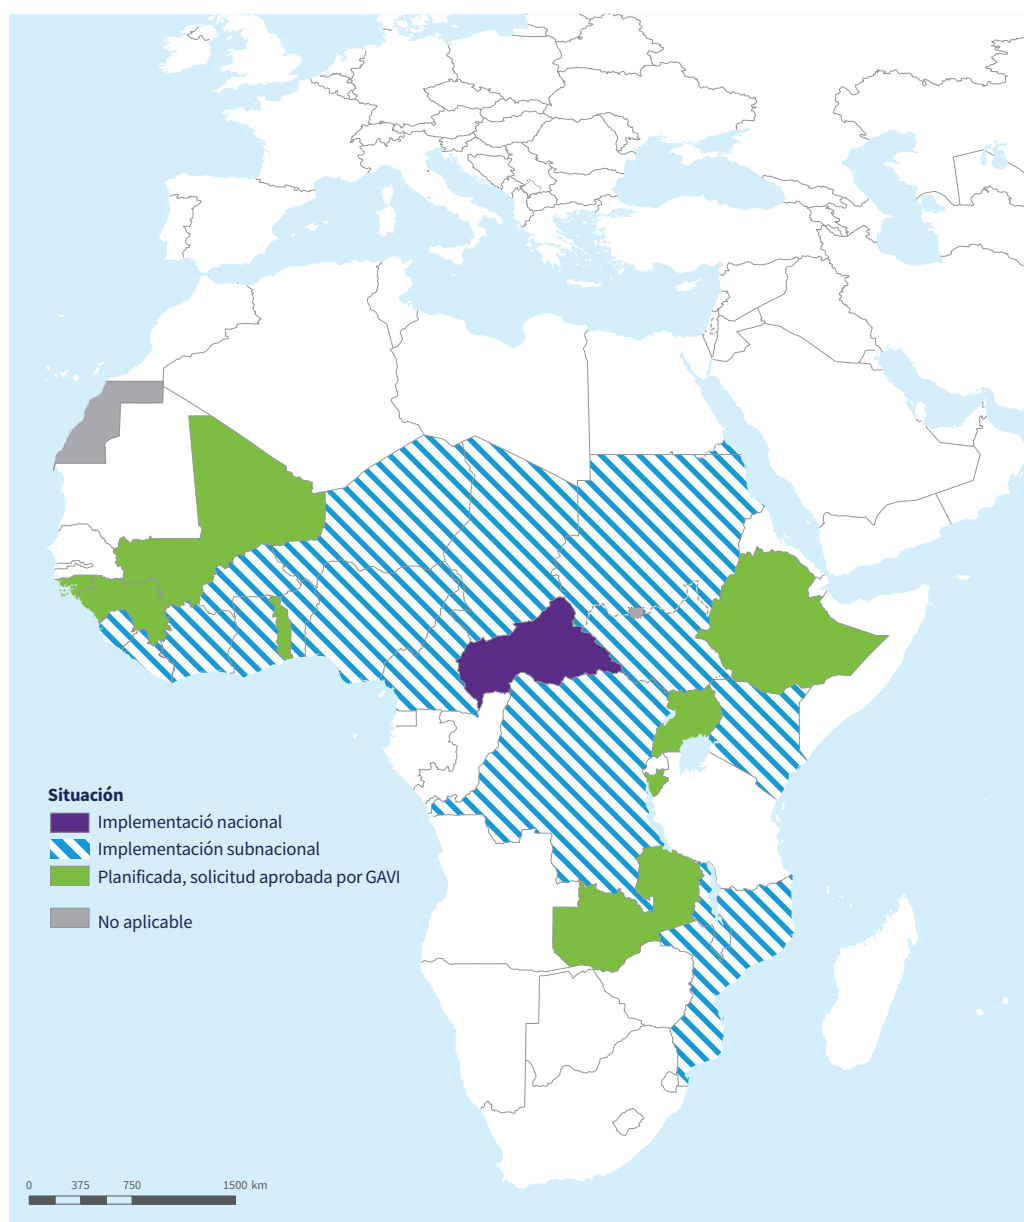 Situación
Implementació nacional
Implementación subnacional
Planificada, solicitud aprobada por GAVI
No aplicable
0 375 750 1500 km